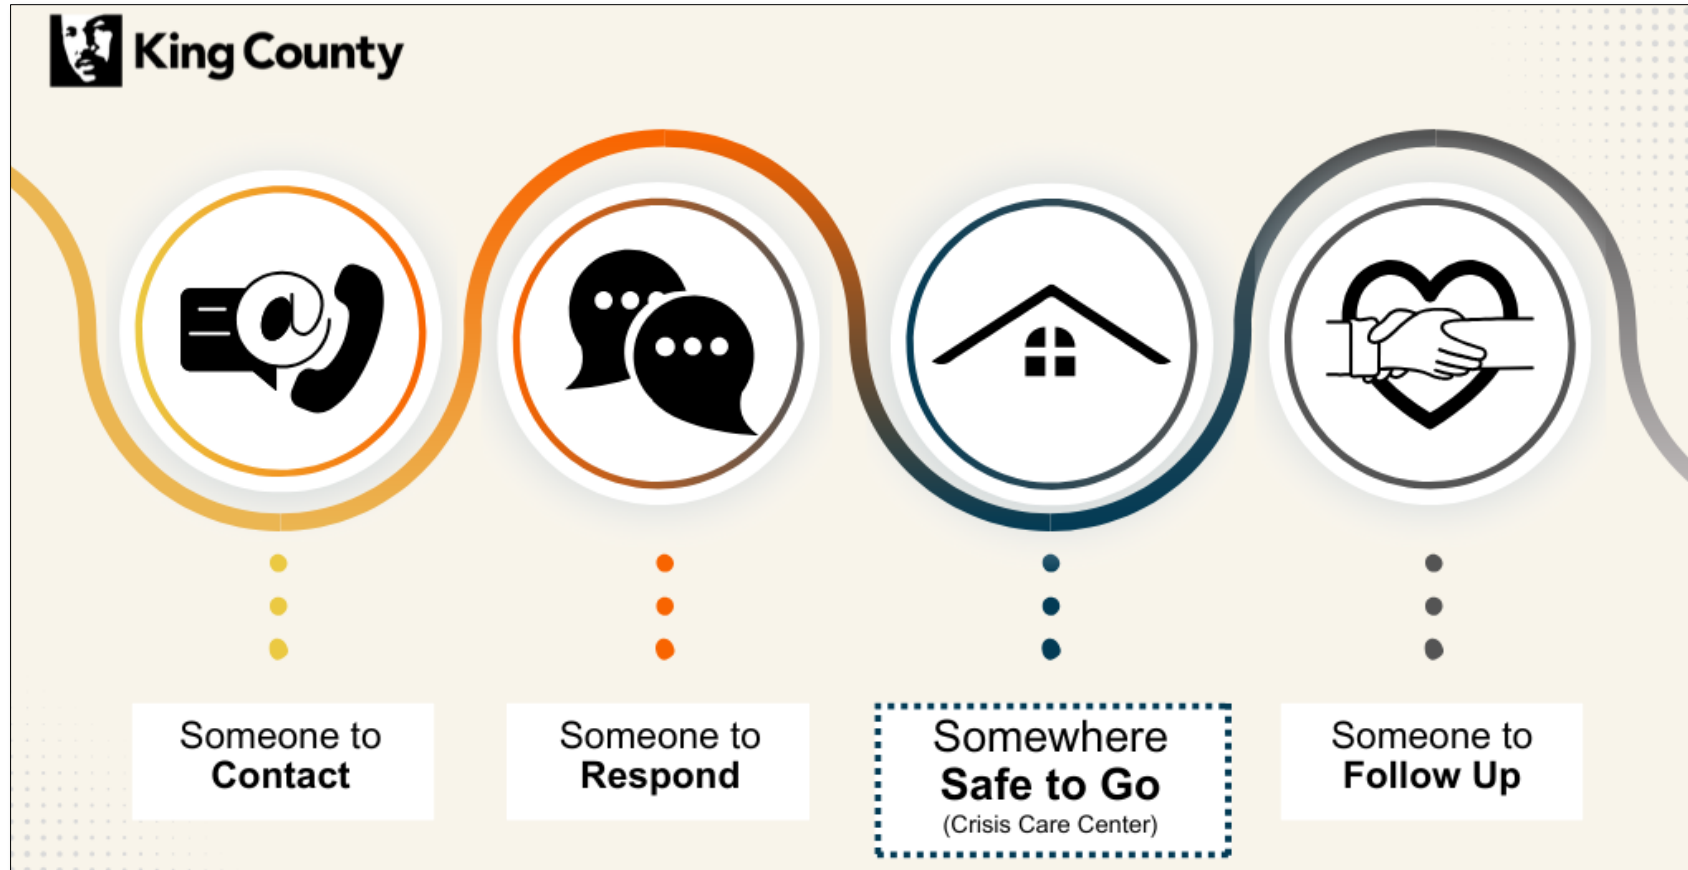 King County
Someone to
Contact
Someone to
Respond
Somewhere
Safe to Go
(Crisis Care Center)
Someone to
Follow Up